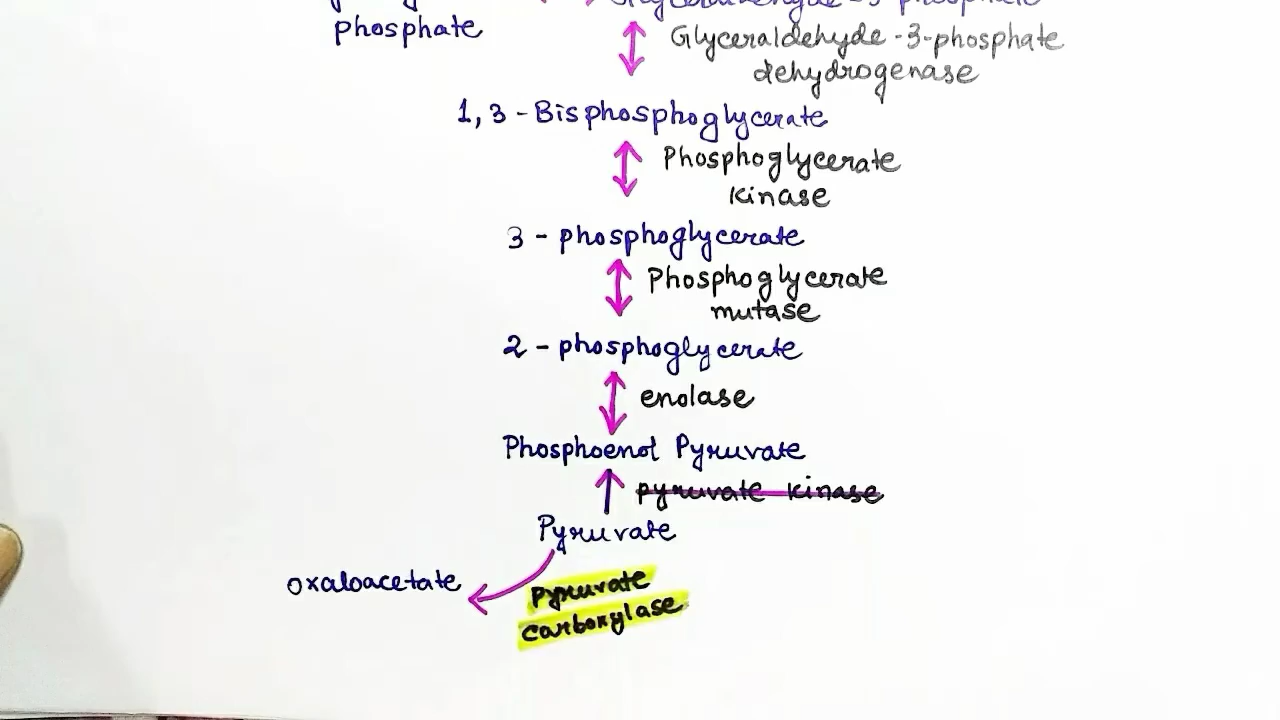 phosphate
Glyceraldehyde-3-phosphate
dehydrogenase
1,3-Bisphosphoglycerate
Phosphoglycerate
kinase
3-phosphoglycerate
Phosphoglycerate
mutase
2-phosphoglycerate
enolase
Phosphoenol Pyruvate
pyruvate kinase
Pyruvate
oxaloacetate
Pyruvate
carboxylase